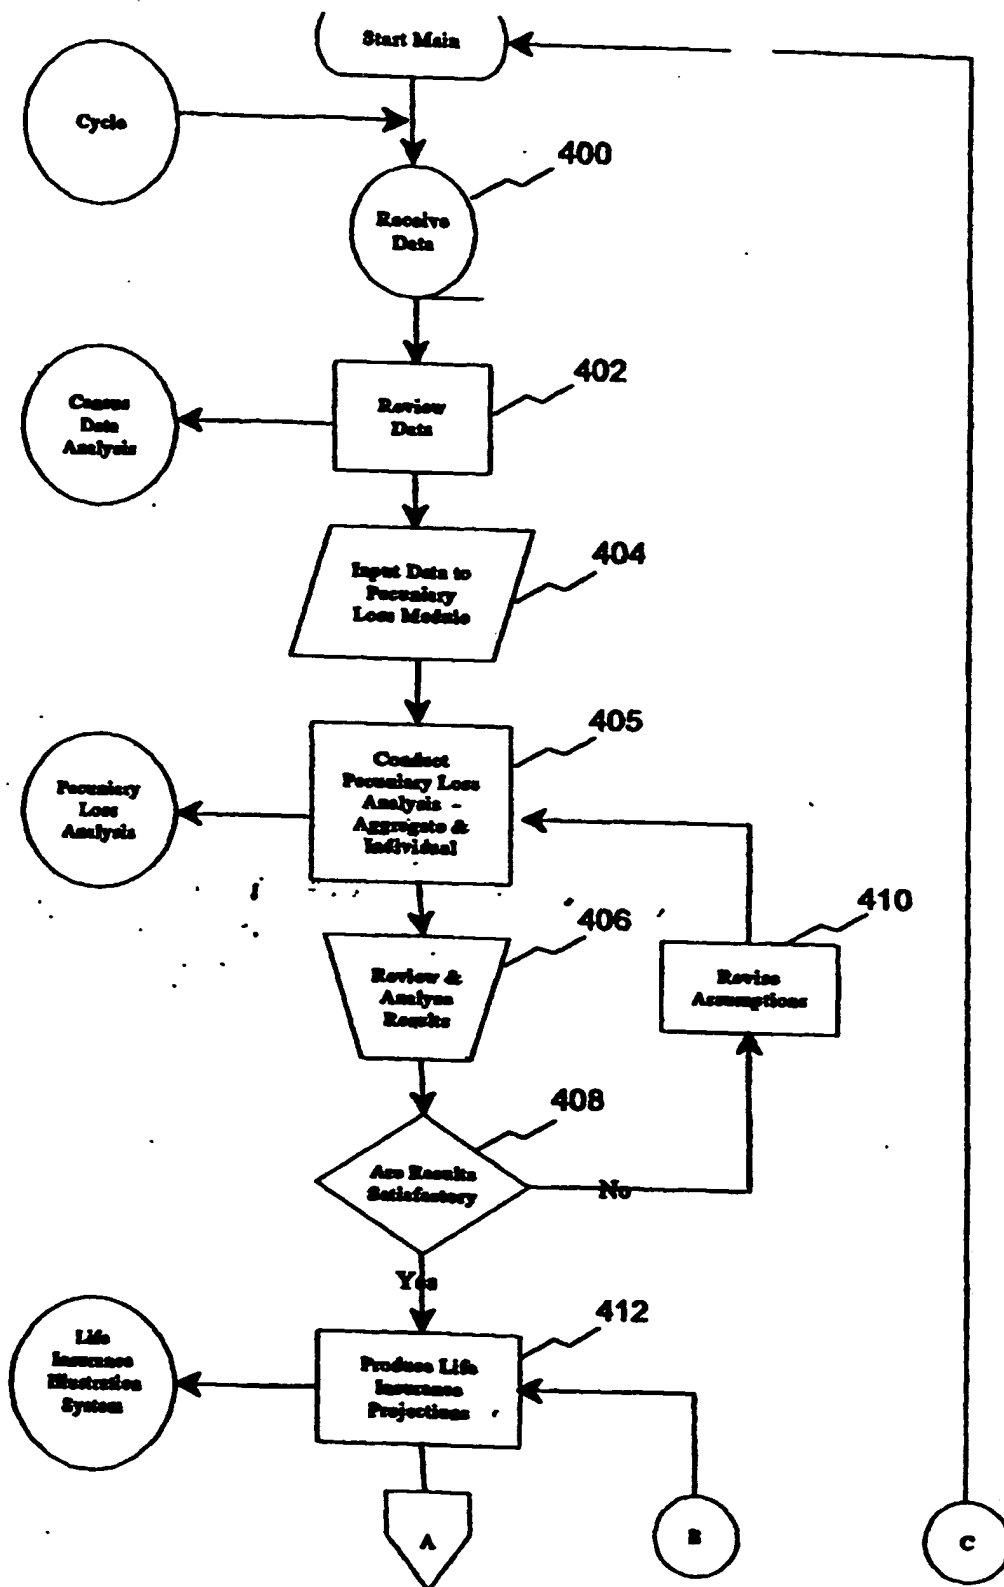 Start Main
Cycle
400
Receive
Data
402
Census
Data
Analysis
Review
Data
404
Input Data to
Pecuniary
Loss Module
405
Pecuniary
Loss
Analysis
Conduct
Pecuniary Loss
Analysis -
Aggregate &
Individual
410
406
Review &
Analyze
Results
Revise
Assumptions
408
Are Results
Satisfactory
No
Yes
412
Life
Insurance
Illustration
System
Produce Life
Insurance
Projections
A
B
C